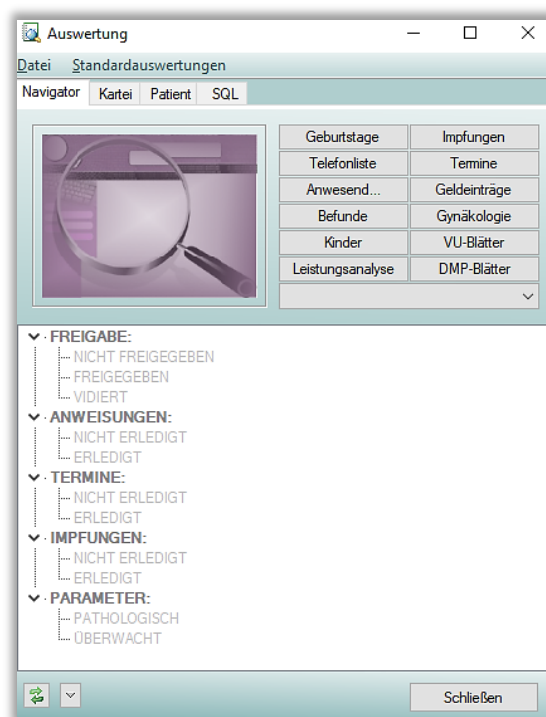 Auswertung
Datei Standardauswertungen
Navigator Kartei Patient SQL
Geburtstage Impfungen
Telefonliste Termine
Anwesend... Geldeinträge
Befunde Gynäkologie
Kinder VU-Blätter
Leistungsanalyse DMP-Blätter
FREIGABE:
NICHT FREIGEGEBEN
FREIGEGEBEN
VIDIERT
ANWEISUNGEN:
NICHT ERLEDIGT
ERLEDIGT
TERMINE:
NICHT ERLEDIGT
ERLEDIGT
IMPFUNGEN:
NICHT ERLEDIGT
ERLEDIGT
PARAMETER:
PATHOLOGISCH
ÜBERWACHT
Schließen